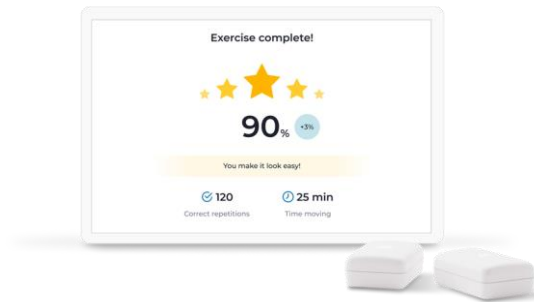 Exercise complete!
90% +3%
You make it look easy!
120 25 min
Correct repetitions Time moving